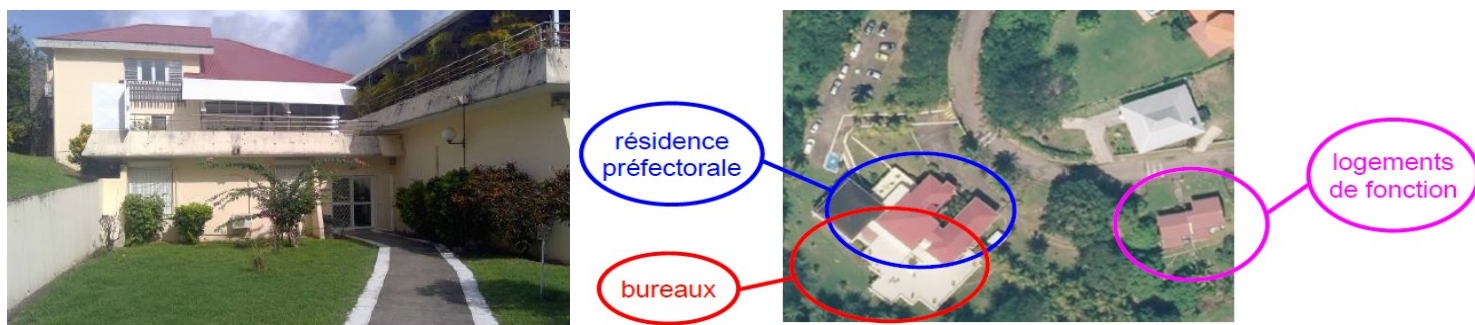 résidence
préfectorale
bureaux
logements
de fonction